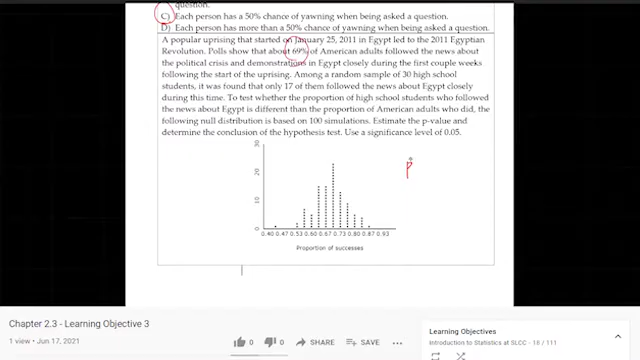 question.
C) Each person has a 50% chance of yawning when being asked a question.
D) Each person has more than a 50% chance of yawning when being asked a question.
A popular uprising that started on January 25, 2011 in Egypt led to the 2011 Egyptian
Revolution. Polls show that about 69% of American adults followed the news about
the political crisis and demonstrations in Egypt closely during the first couple weeks
following the start of the uprising. Among a random sample of 30 high school
students, it was found that only 17 of them followed the news about Egypt closely
during this time. To test whether the proportion of high school students who followed
the news about Egypt is different than the proportion of American adults who did, the
following null distribution is based on 100 simulations. Estimate the p-value and
determine the conclusion of the hypothesis test. Use a significance level of 0.05.
30
20
10
0
P
0.40 0.47 0.53 0.60 0.67 0.73 0.80 0.87 0.93
Proportion of successes
Chapter 2.3 - Learning Objective 3
1 view • Jun 17, 2021
0
0
SHARE
SAVE
Learning Objectives
Introduction to Statistics at SLCC - 16 / 111